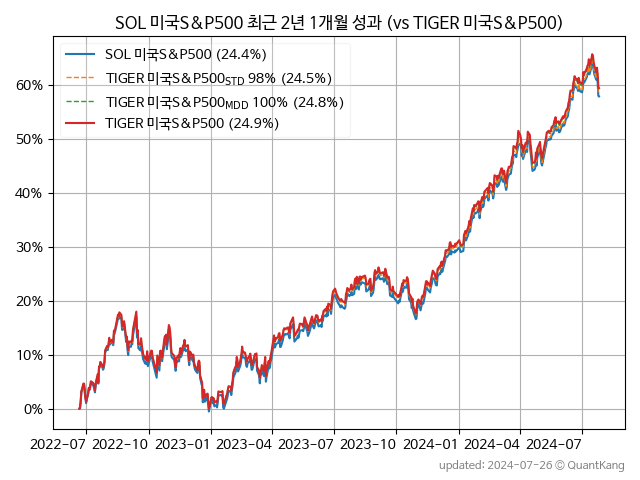 SOL 미국S&P500 최근 2년 1개월 성과 (vs TIGER 미국S&P500)
SOL 미국S&P500 (24.4%)
TIGER 미국S&P500STD 98% (24.5%)
TIGER 미국S&P500MDD 100% (24.8%)
TIGER 미국S&P500 (24.9%)
60%
50%
40%
30%
20%
10%
0%
2022-07 2022-10 2023-01 2023-04 2023-07 2023-10 2024-01 2024-04 2024-07
updated: 2024-07-26 © QuantKang